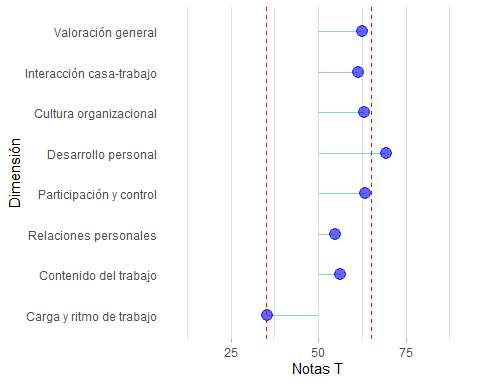 Valoración general
Interacción casa-trabajo
Cultura organizacional
Desarrollo personal
Participación y control
Relaciones personales
Contenido del trabajo
Carga y ritmo de trabajo
Dimensión
25 50 75
Notas T